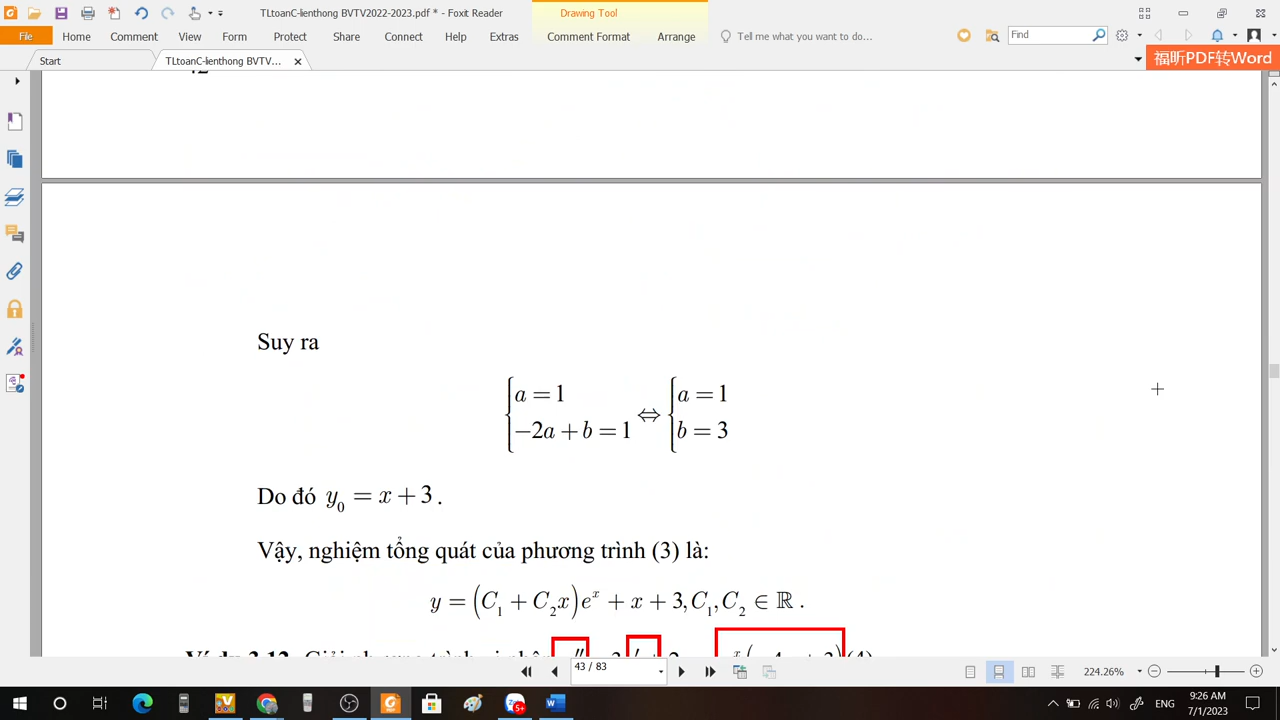 TLtoanC-lienthong BVTV2022-2023.pdf * - Foxit Reader
Drawing Tool
File Home Comment View Form Protect Share Connect Help Extras Comment Format Arrange Tell me what you want to do... Find
Start TLtoanC-lienthong BVTV... 福昕PDF转Word
Suy ra
{a = 1 {a = 1
⇔
{−2a + b = 1 {b = 3
Do đó y₀ = x + 3.
Vậy, nghiệm tổng quát của phương trình (3) là:
y = (C₁ + C₂x)eˣ + x + 3, C₁, C₂ ∈ ℝ .
(4)
43 / 83
224.26%
9:26 AM
ENG
7/1/2023